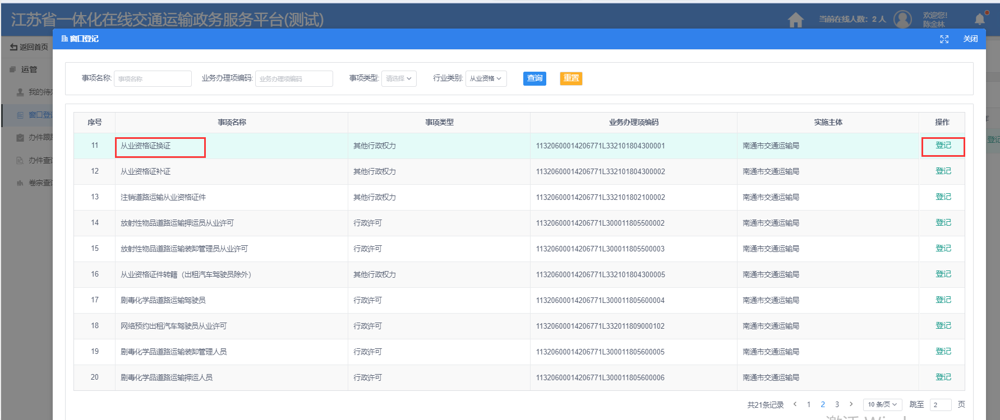 江苏省一体化在线交通运输政务服务平台(测试)
当前在线人数: 2 人
欢迎您!
陈金林
窗口登记
关闭
返回首页
运管
我的待
窗口登
办件跟
办件查
卷宗查
事项名称: 事项名称 业务办理项编码: 业务办理项编码 事项类型: 请选择 行业类别: 从业资格 查询 重置
序号 事项名称 事项类型 业务办理项编码 实施主体 操作
11 从业资格证换证 其他行政权力 11320600014206771L332101804300001 南通市交通运输局 登记
12 从业资格证补证 其他行政权力 11320600014206771L332101804300002 南通市交通运输局 登记
13 注销道路运输从业资格证件 其他行政权力 11320600014206771L332101802100002 南通市交通运输局 登记
14 放射性物品道路运输押运员从业许可 行政许可 11320600014206771L300011805500002 南通市交通运输局 登记
15 放射性物品道路运输装卸管理员从业许可 行政许可 11320600014206771L300011805500003 南通市交通运输局 登记
16 从业资格证件转籍（出租汽车驾驶员除外） 其他行政权力 11320600014206771L332101804300005 南通市交通运输局 登记
17 剧毒化学品道路运输驾驶员 行政许可 11320600014206771L300011805600004 南通市交通运输局 登记
18 网络预约出租汽车驾驶员从业许可 行政许可 11320600014206771L332011809000102 南通市交通运输局 登记
19 剧毒化学品道路运输装卸管理人员 行政许可 11320600014206771L300011805600005 南通市交通运输局 登记
20 剧毒化学品道路运输押运人员 行政许可 11320600014206771L300011805600006 南通市交通运输局 登记
共21条记录 1 2 3 10 条/页 跳至 2 页